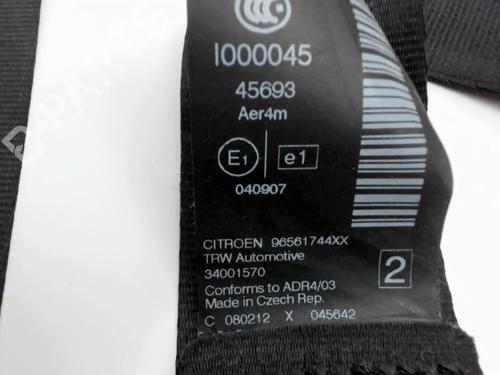 I000045
45693
Aer4m
E1 e1
040907
CITROEN 96561744XX
TRW Automotive
34001570
2
Conforms to ADR4/03
Made in Czech Rep.
C 080212 X 045642
B-PARTS